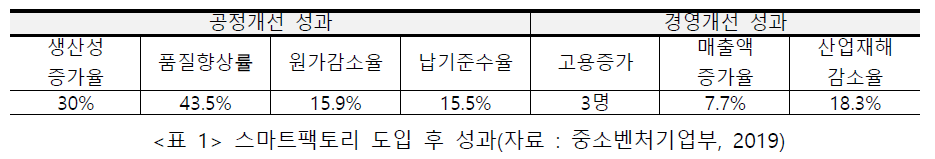 공정개선 성과 경영개선 성과
생산성 증가율 품질향상률 원가감소율 납기준수율 고용증가 매출액 증가율 산업재해 감소율
30% 43.5% 15.9% 15.5% 3명 7.7% 18.3%
<표 1> 스마트팩토리 도입 후 성과(자료 : 중소벤처기업부, 2019)